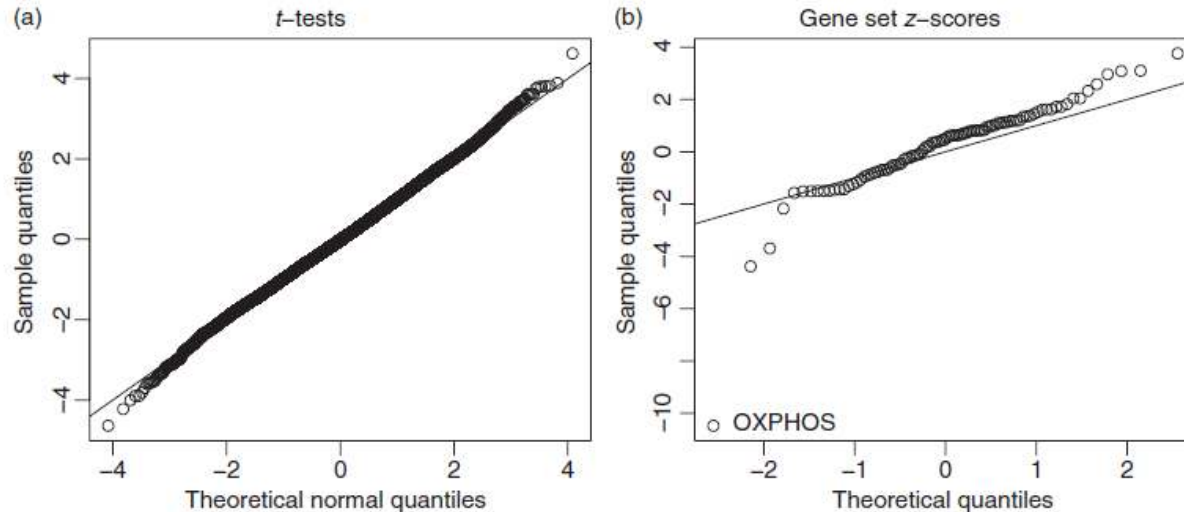 (a) t–tests
4
2
0
−2
−4
Sample quantiles
−4 −2 0 2 4
Theoretical normal quantiles
(b) Gene set z–scores
4
2
0
−2
−4
−6
−10
Sample quantiles
OXPHOS
−2 −1 0 1 2
Theoretical quantiles